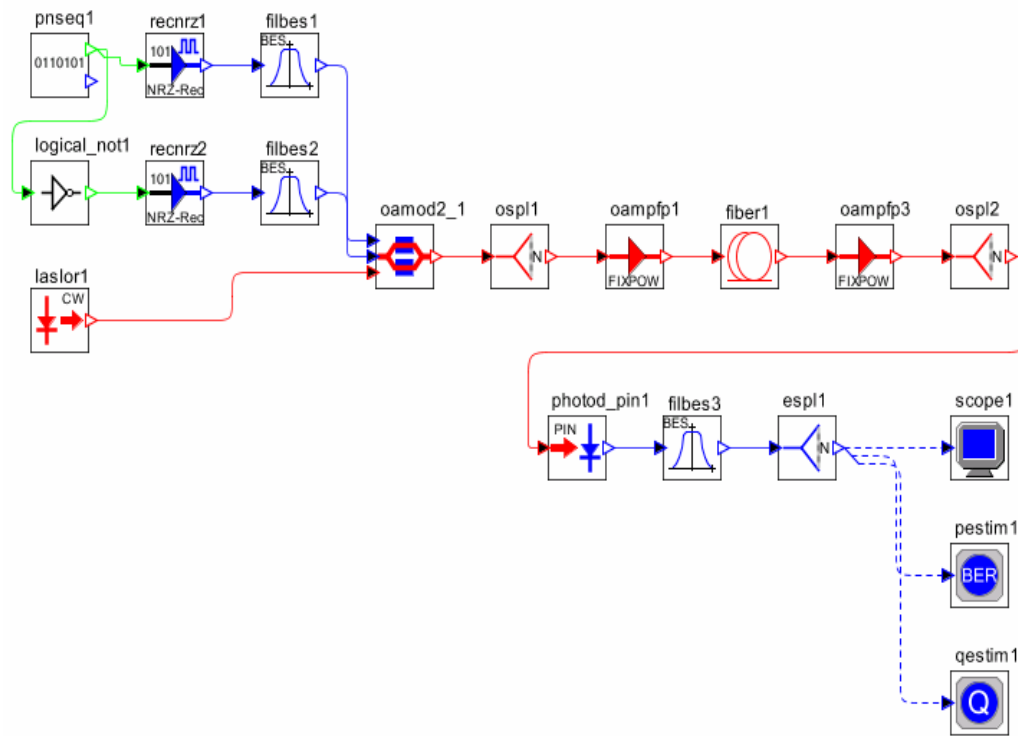 pnseq1
recnrz1
filbes1
0110101
101
NRZ-Rec
BES
logical_not1
recnrz2
filbes2
101
NRZ-Rec
BES
oamod2_1
ospl1
oampfp1
fiber1
oampfp3
ospl2
N
FIXPOW
FIXPOW
N
laslor1
CW
photod_pin1
filbes3
espl1
scope1
PIN
BES
N
pestim1
BER
qestim1
Q